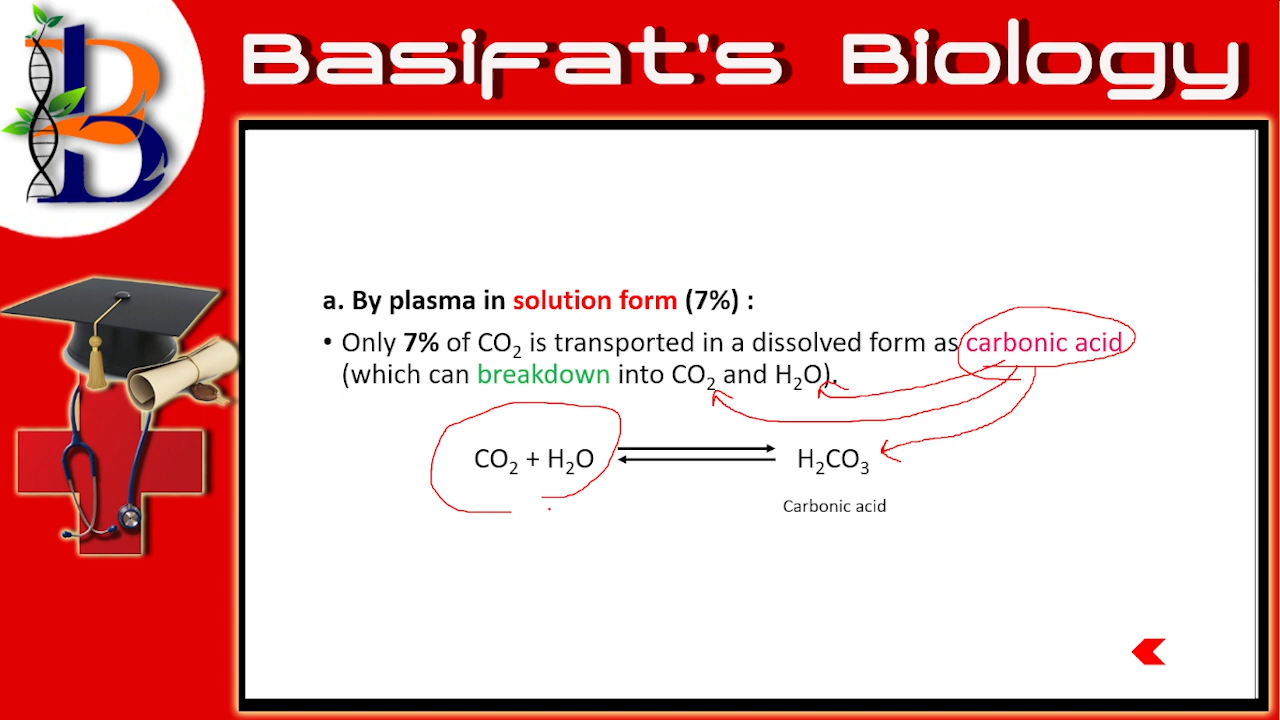 Basifat's Biology
B
a. By plasma in solution form (7%) :
• Only 7% of CO₂ is transported in a dissolved form as carbonic acid
(which can breakdown into CO₂ and H₂O).
CO₂ + H₂O ⇌ H₂CO₃
Carbonic acid